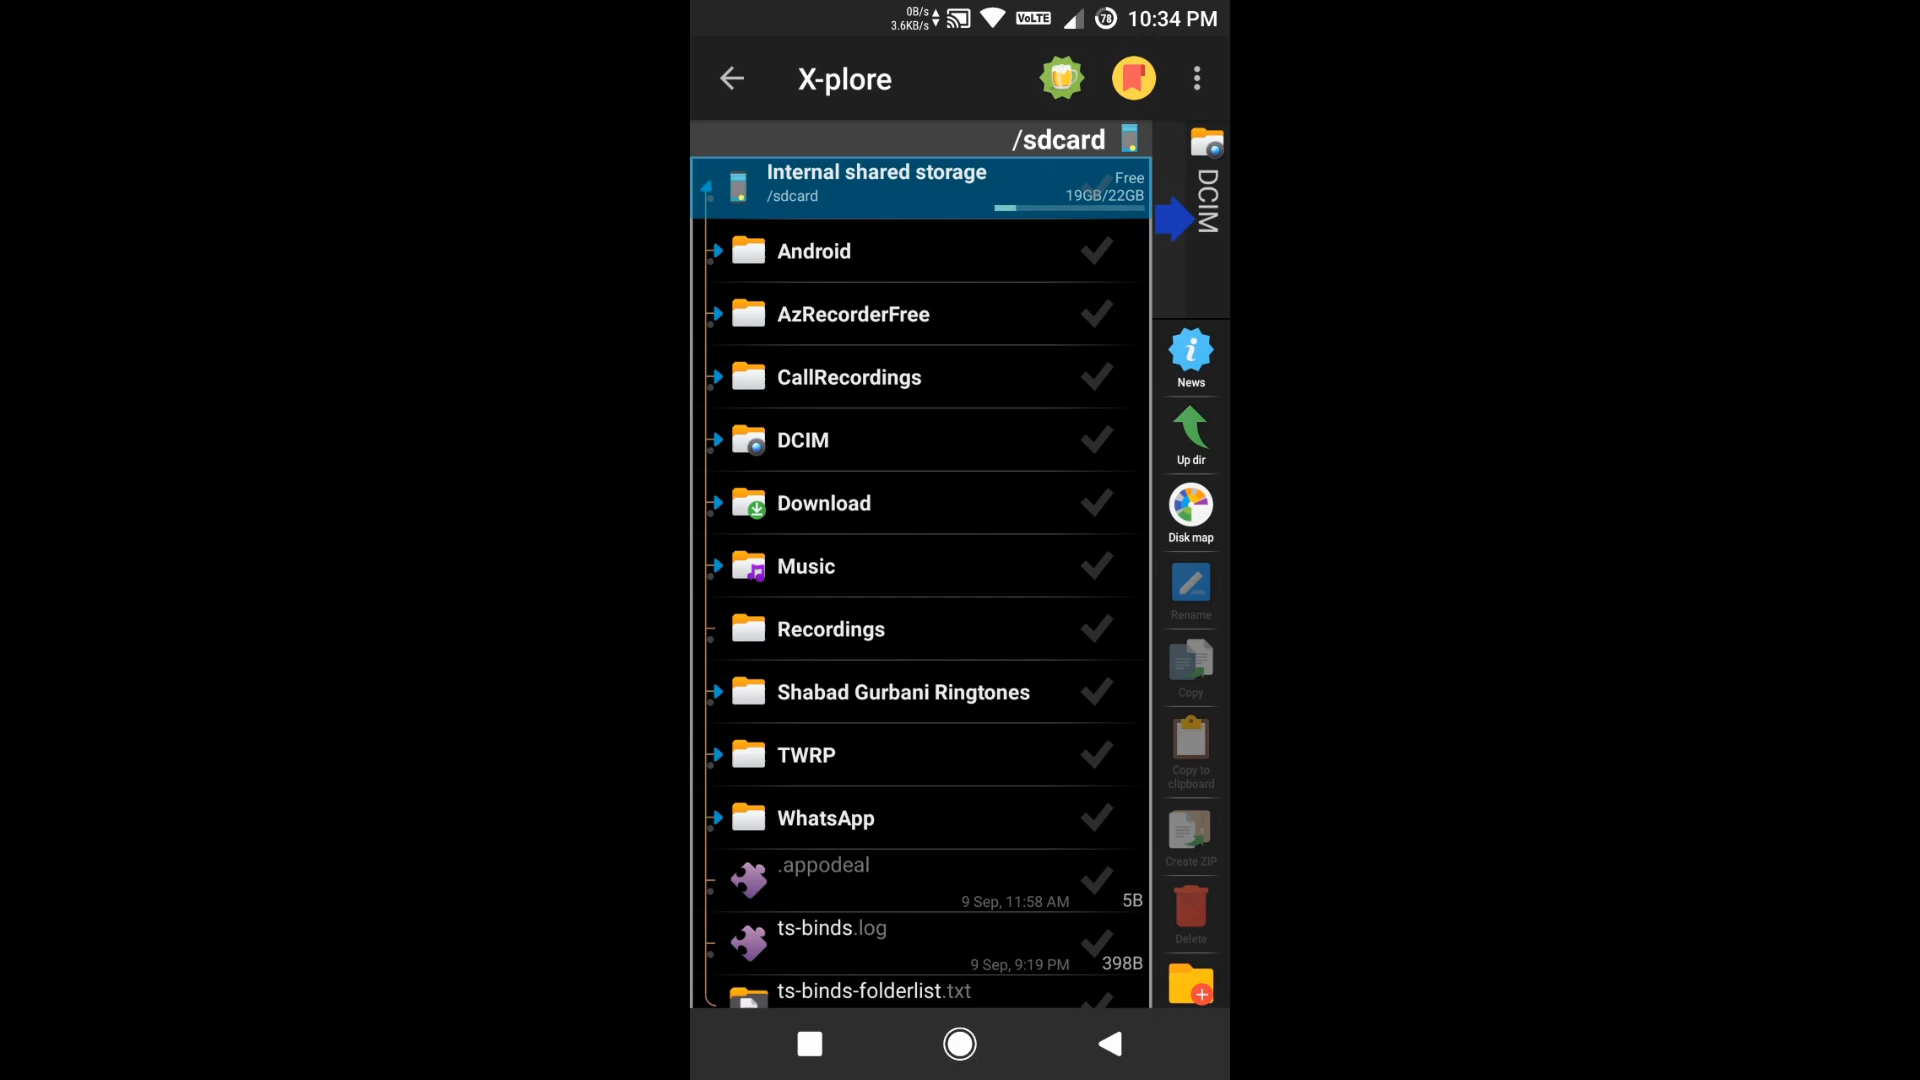 0B/s
3.6KB/s
VoLTE
78
10:34 PM
X-plore
/sdcard
Internal shared storage
/sdcard
Free
19GB/22GB
DCIM
Android
AzRecorderFree
CallRecordings
DCIM
Download
Music
Recordings
Shabad Gurbani Ringtones
TWRP
WhatsApp
.appodeal
9 Sep, 11:58 AM
5B
ts-binds.log
9 Sep, 9:19 PM
398B
ts-binds-folderlist.txt
News
Up dir
Disk map
Rename
Copy
Copy to
clipboard
Create ZIP
Delete